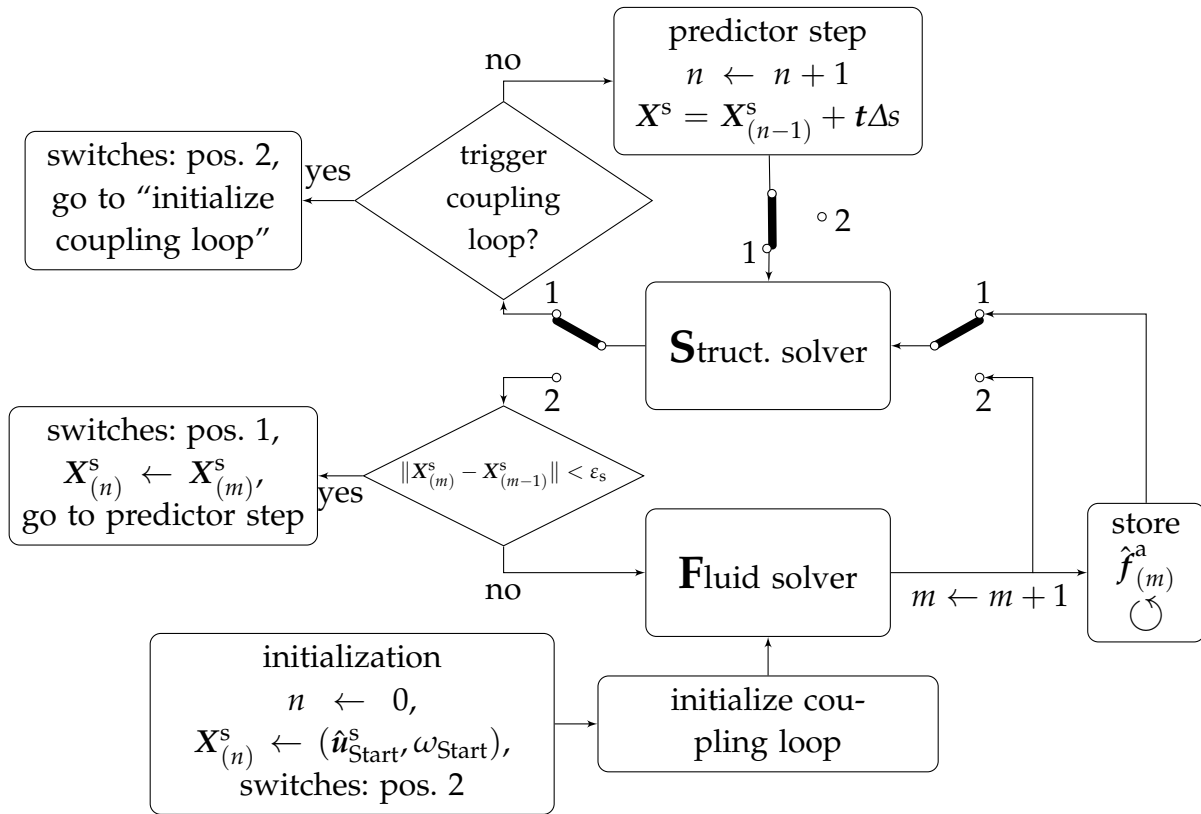 predictor step
n ← n + 1
X^s = X^s_(n−1) + tΔs
no
trigger
coupling
loop?
yes
switches: pos. 2,
go to “initialize
coupling loop”
2
1
1
1
Struct. solver
2
2
switches: pos. 1,
X^s_(n) ← X^s_(m),
go to predictor step
yes
‖X^s_(m) − X^s_(m−1)‖ < ε_s
no
Fluid solver
m ← m + 1
store
f̂^a_(m)
initialization
n ← 0,
X^s_(n) ← (û^s_Start, ω_Start),
switches: pos. 2
initialize cou-
pling loop